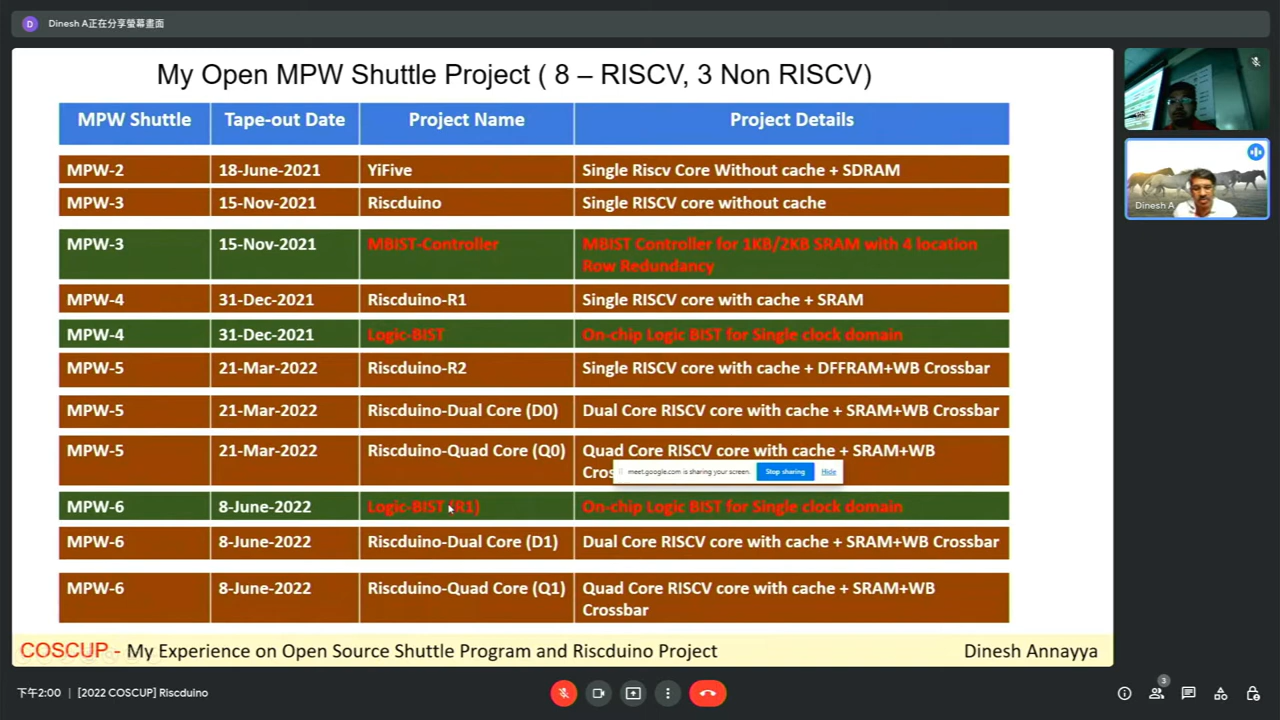 D Dinesh A正在分享螢幕畫面
My Open MPW Shuttle Project ( 8 – RISCV, 3 Non RISCV)
MPW Shuttle Tape-out Date Project Name Project Details
MPW-2 18-June-2021 YiFive Single Riscv Core Without cache + SDRAM
MPW-3 15-Nov-2021 Riscduino Single RISCV core without cache
MPW-3 15-Nov-2021 MBIST-Controller MBIST Controller for 1KB/2KB SRAM with 4 location
Row Redundancy
MPW-4 31-Dec-2021 Riscduino-R1 Single RISCV core with cache + SRAM
MPW-4 31-Dec-2021 Logic-BIST On-chip Logic BIST for Single clock domain
MPW-5 21-Mar-2022 Riscduino-R2 Single RISCV core with cache + DFFRAM+WB Crossbar
MPW-5 21-Mar-2022 Riscduino-Dual Core (D0) Dual Core RISCV core with cache + SRAM+WB Crossbar
MPW-5 21-Mar-2022 Riscduino-Quad Core (Q0) Quad Core RISCV core with cache + SRAM+WB
meet.google.com is sharing your screen. Stop sharing Hide
MPW-6 8-June-2022 Logic-BIST (R1) On-chip Logic BIST for Single clock domain
MPW-6 8-June-2022 Riscduino-Dual Core (D1) Dual Core RISCV core with cache + SRAM+WB Crossbar
MPW-6 8-June-2022 Riscduino-Quad Core (Q1) Quad Core RISCV core with cache + SRAM+WB
Crossbar
COSCUP - My Experience on Open Source Shuttle Program and Riscduino Project Dinesh Annayya
Dinesh A
下午2:00 | [2022 COSCUP] Riscduino
3